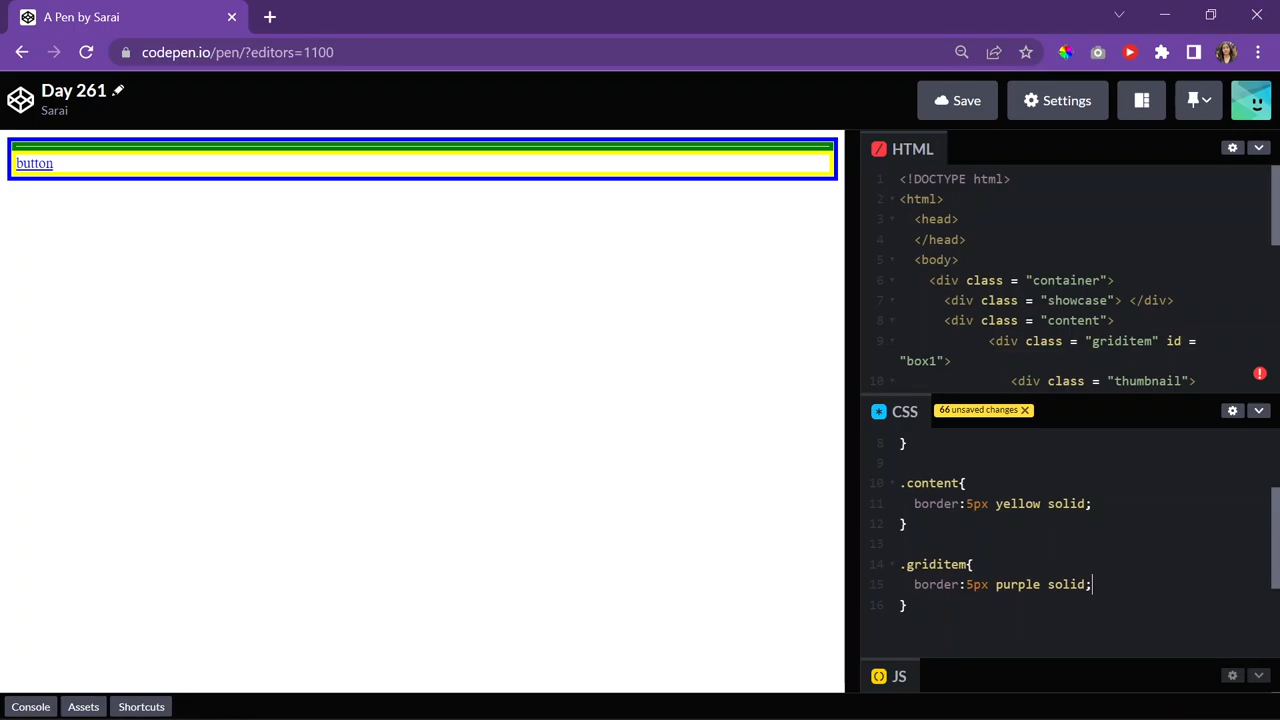 A Pen by Sarai
codepen.io/pen/?editors=1100
Day 261
Sarai
Save
Settings
button
HTML
1 <!DOCTYPE html>
2 <html>
3 <head>
4 </head>
5 <body>
6 <div class = "container">
7 <div class = "showcase"> </div>
8 <div class = "content">
9 <div class = "griditem" id =
"box1">
10 <div class = "thumbnail">
CSS
66 unsaved changes
8 }
9
10 .content{
11 border:5px yellow solid;
12 }
13
14 .griditem{
15 border:5px purple solid;
16 }
JS
Console
Assets
Shortcuts